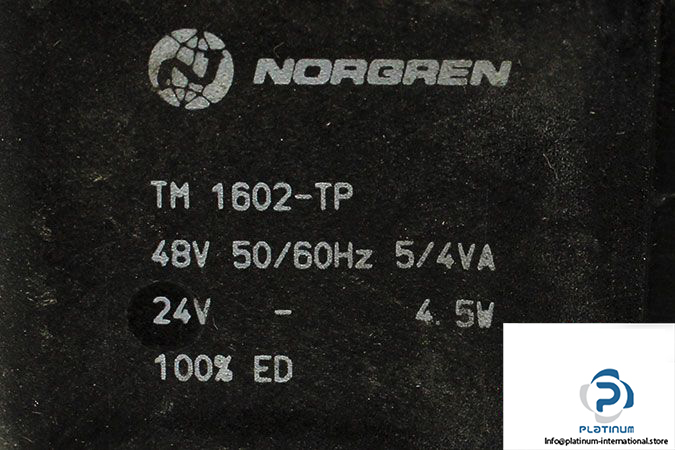 NORGREN
TM 1602-TP
48V 50/60Hz 5/4VA
24V - 4.5W
100% ED
PLATINUM
Info@platinum-international.store